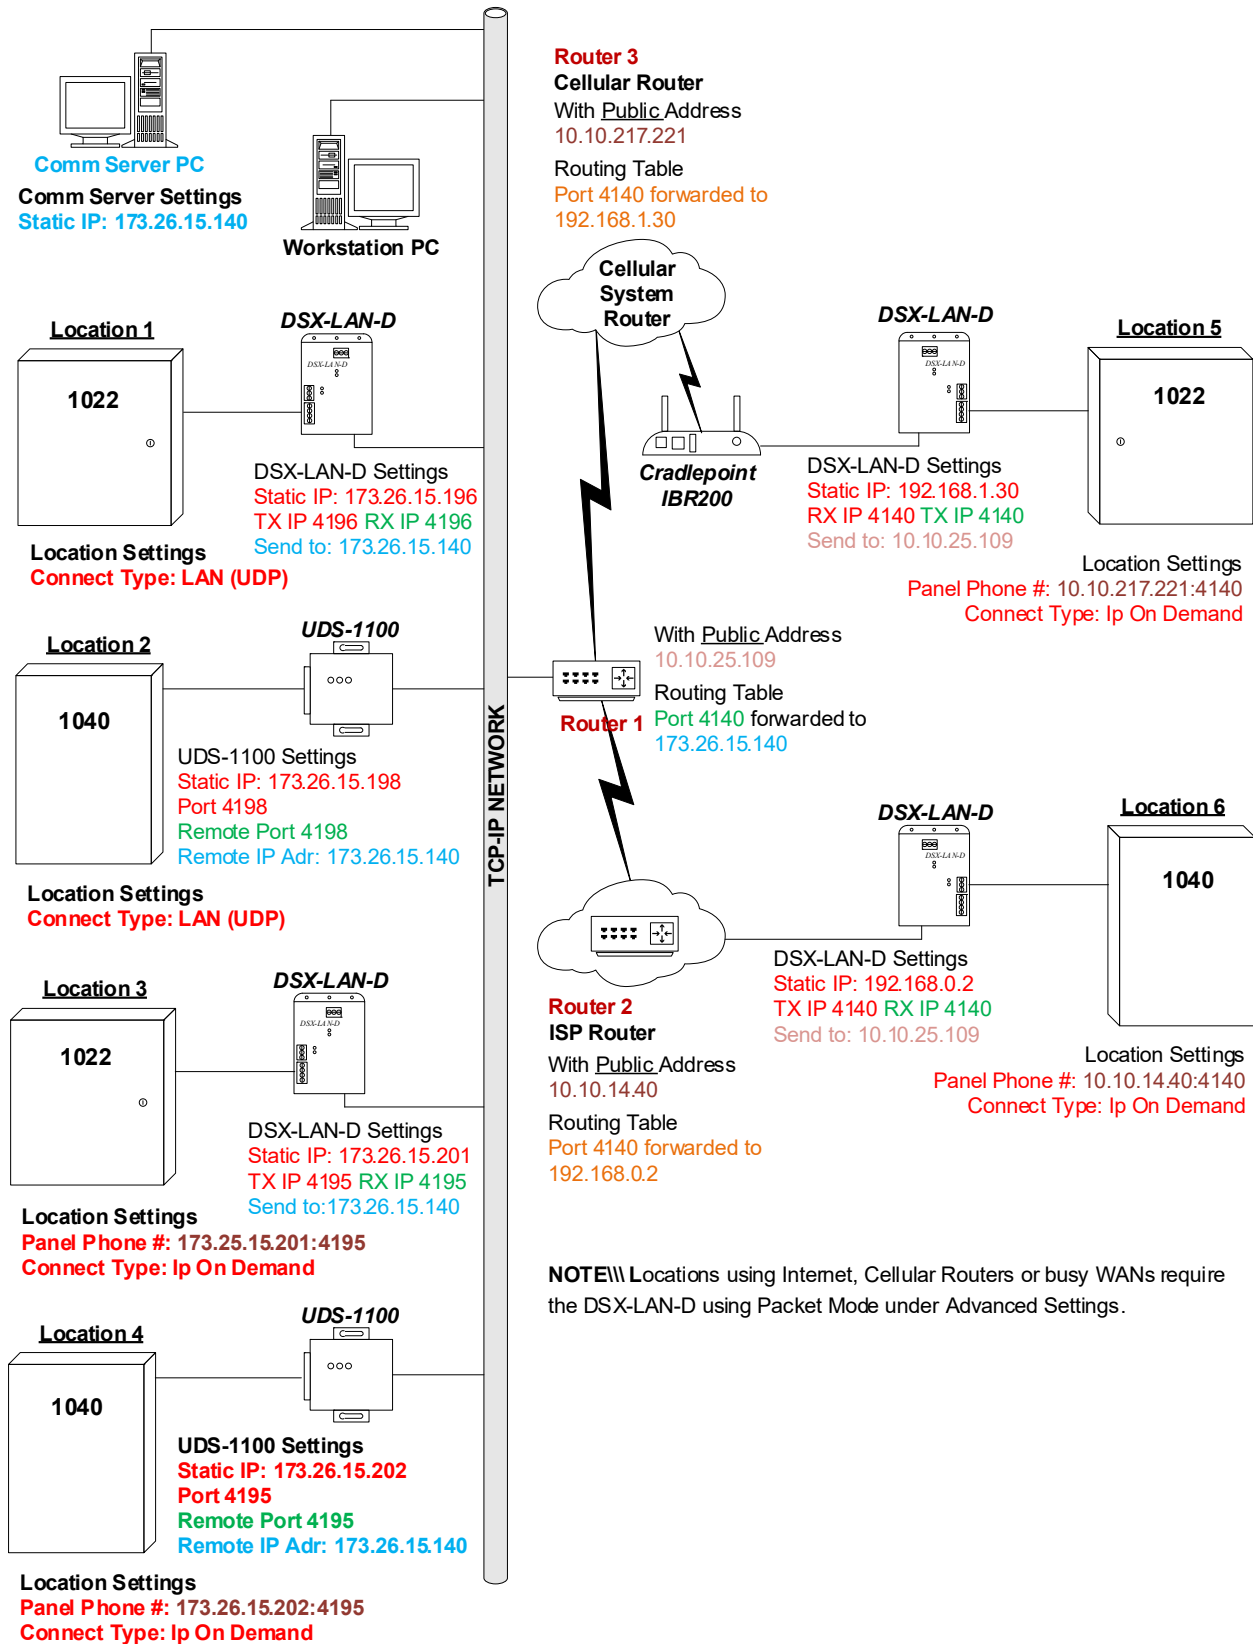 Comm Server PC
Comm Server Settings
Static IP: 173.26.15.140
Workstation PC
TCP-IP NETWORK
Location 1
1022
DSX-LAN-D
DSX-LAN-D
DSX-LAN-D Settings
Static IP: 173.26.15.196
TX IP 4196 RX IP 4196
Send to: 173.26.15.140
Location Settings
Connect Type: LAN (UDP)
Location 2
1040
UDS-1100
UDS-1100 Settings
Static IP: 173.26.15.198
Port 4198
Remote Port 4198
Remote IP Adr: 173.26.15.140
Location Settings
Connect Type: LAN (UDP)
Location 3
1022
DSX-LAN-D
DSX-LAN-D
DSX-LAN-D Settings
Static IP: 173.26.15.201
TX IP 4195 RX IP 4195
Send to:173.26.15.140
Location Settings
Panel Phone #: 173.25.15.201:4195
Connect Type: Ip On Demand
Location 4
1040
UDS-1100
UDS-1100 Settings
Static IP: 173.26.15.202
Port 4195
Remote Port 4195
Remote IP Adr: 173.26.15.140
Location Settings
Panel Phone #: 173.26.15.202:4195
Connect Type: Ip On Demand
Router 3
Cellular Router
With Public Address
10.10.217.221
Routing Table
Port 4140 forwarded to
192.168.1.30
Cellular
System
Router
Cradlepoint
IBR200
DSX-LAN-D
DSX-LAN-D
DSX-LAN-D Settings
Static IP: 192.168.1.30
RX IP 4140 TX IP 4140
Send to: 10.10.25.109
Location 5
1022
Location Settings
Panel Phone #: 10.10.217.221:4140
Connect Type: Ip On Demand
Router 1
With Public Address
10.10.25.109
Routing Table
Port 4140 forwarded to
173.26.15.140
DSX-LAN-D
DSX-LAN-D
DSX-LAN-D Settings
Static IP: 192.168.0.2
TX IP 4140 RX IP 4140
Send to: 10.10.25.109
Location 6
1040
Location Settings
Panel Phone #: 10.10.14.40:4140
Connect Type: Ip On Demand
Router 2
ISP Router
With Public Address
10.10.14.40
Routing Table
Port 4140 forwarded to
192.168.0.2
NOTE\\\ Locations using Internet, Cellular Routers or busy WANs require
the DSX-LAN-D using Packet Mode under Advanced Settings.